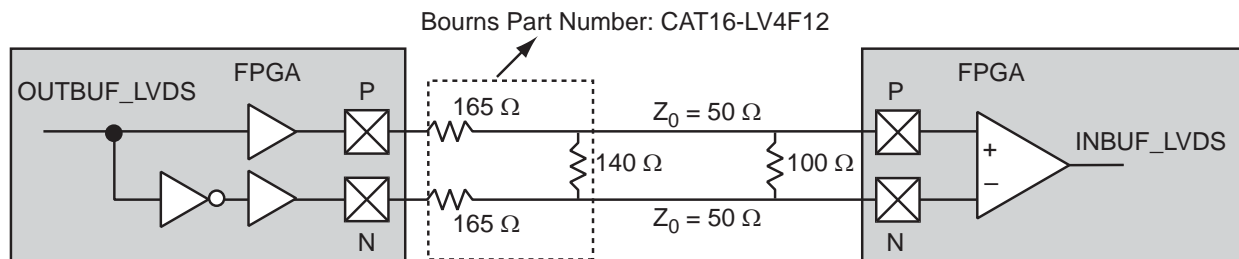 Bourns Part Number: CAT16-LV4F12
FPGA
OUTBUF_LVDS
P
165 Ω
Z0 = 50 Ω
P
FPGA
140 Ω
100 Ω
+
–
INBUF_LVDS
N
165 Ω
Z0 = 50 Ω
N